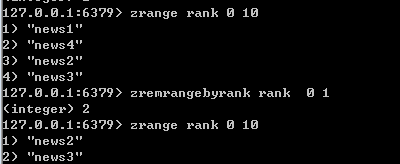 127.0.0.1:6379> zrange rank 0 10
1) "news1"
2) "news4"
3) "news2"
4) "news3"
127.0.0.1:6379> zremrangebyrank rank  0 1
(integer) 2
127.0.0.1:6379> zrange rank 0 10
1) "news2"
2) "news3"